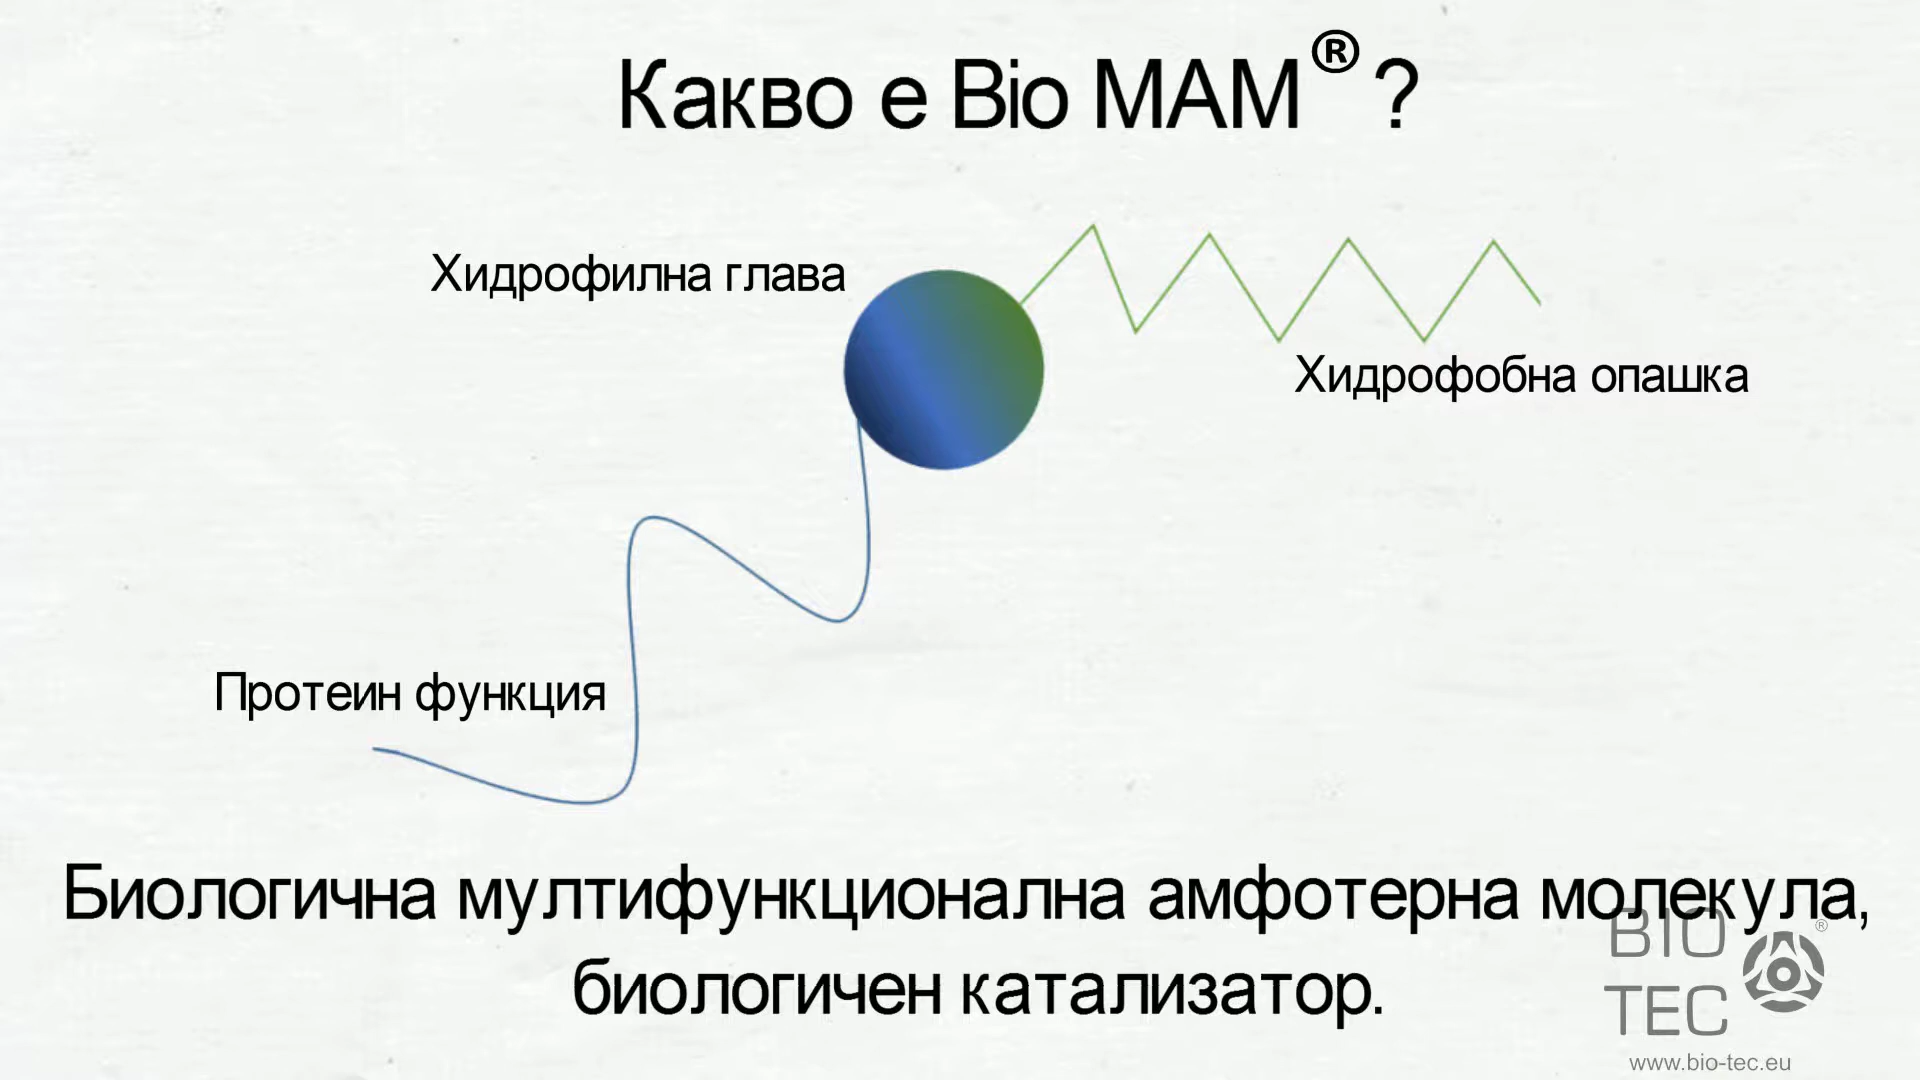 Какво е Bio MAM® ?
Хидрофилна глава
Хидрофобна опашка
Протеин функция
Биологична мултифункционална амфотерна молекула,
биологичен катализатор.
BIO ®
TEC
www.bio-tec.eu